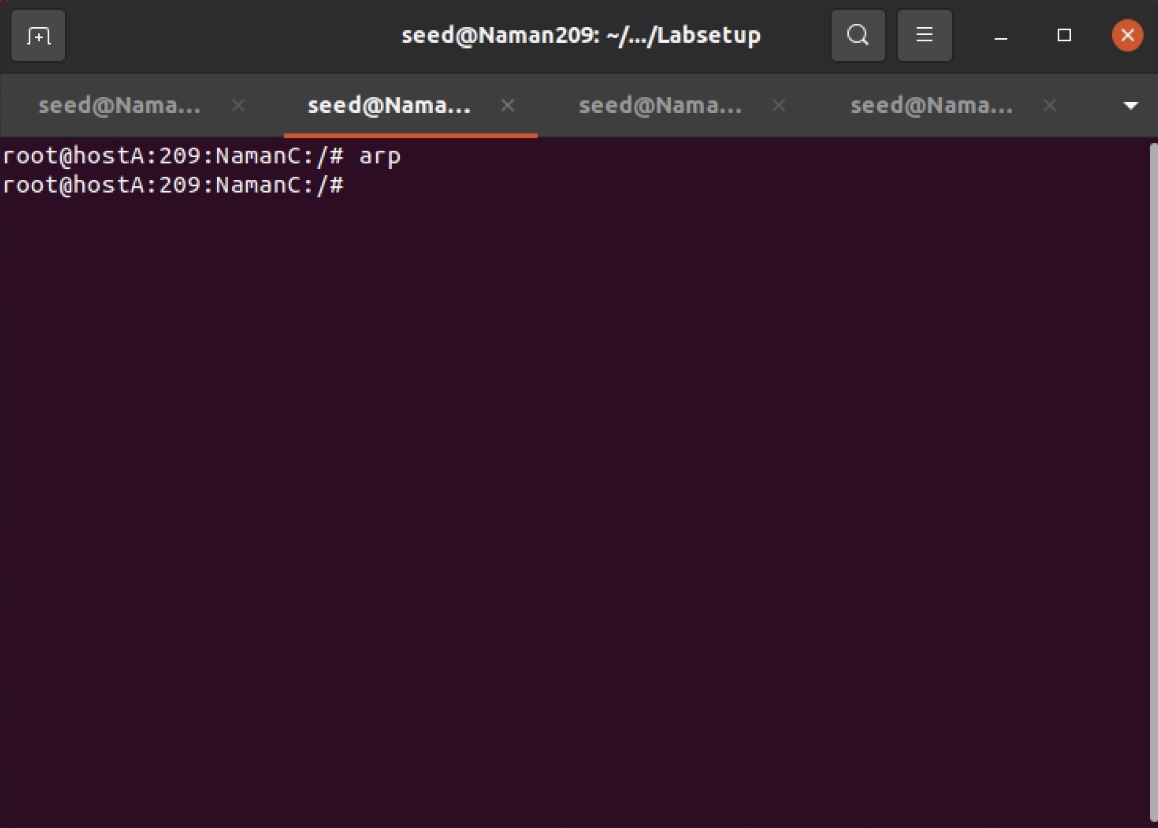 seed@Naman209: ~/.../Labsetup
seed@Nama... seed@Nama... seed@Nama... seed@Nama...
root@hostA:209:NamanC:/# arp
root@hostA:209:NamanC:/#